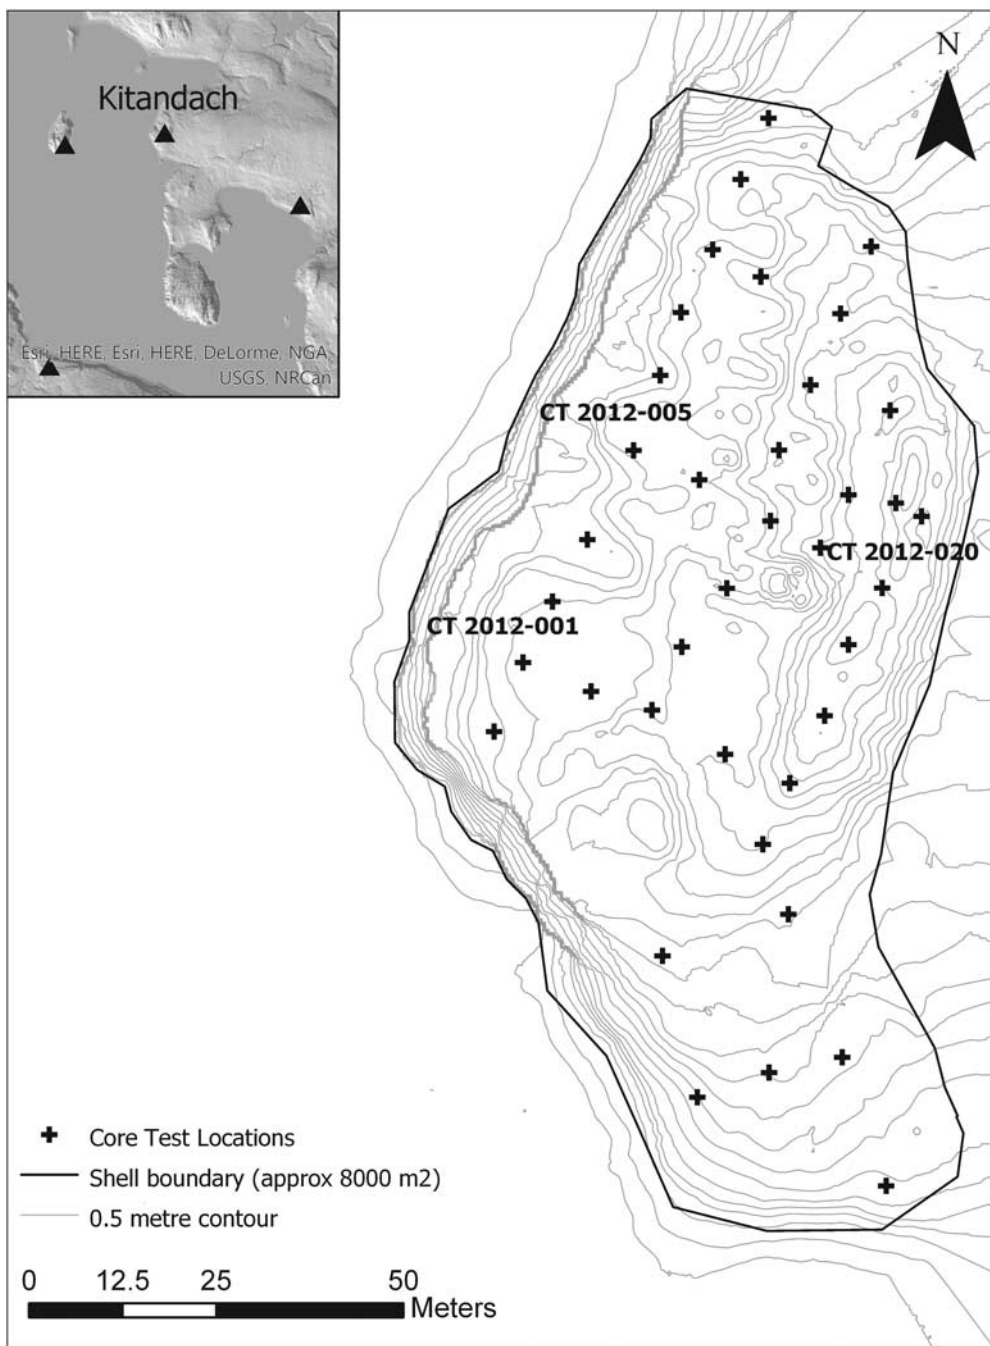 Kitandach
Esri, HERE, Esri, HERE, DeLorme, NGA,
USGS, NRCan
N
CT 2012-005
CT 2012-020
CT 2012-001
Core Test Locations
Shell boundary (approx 8000 m2)
0.5 metre contour
0 12.5 25 50
Meters